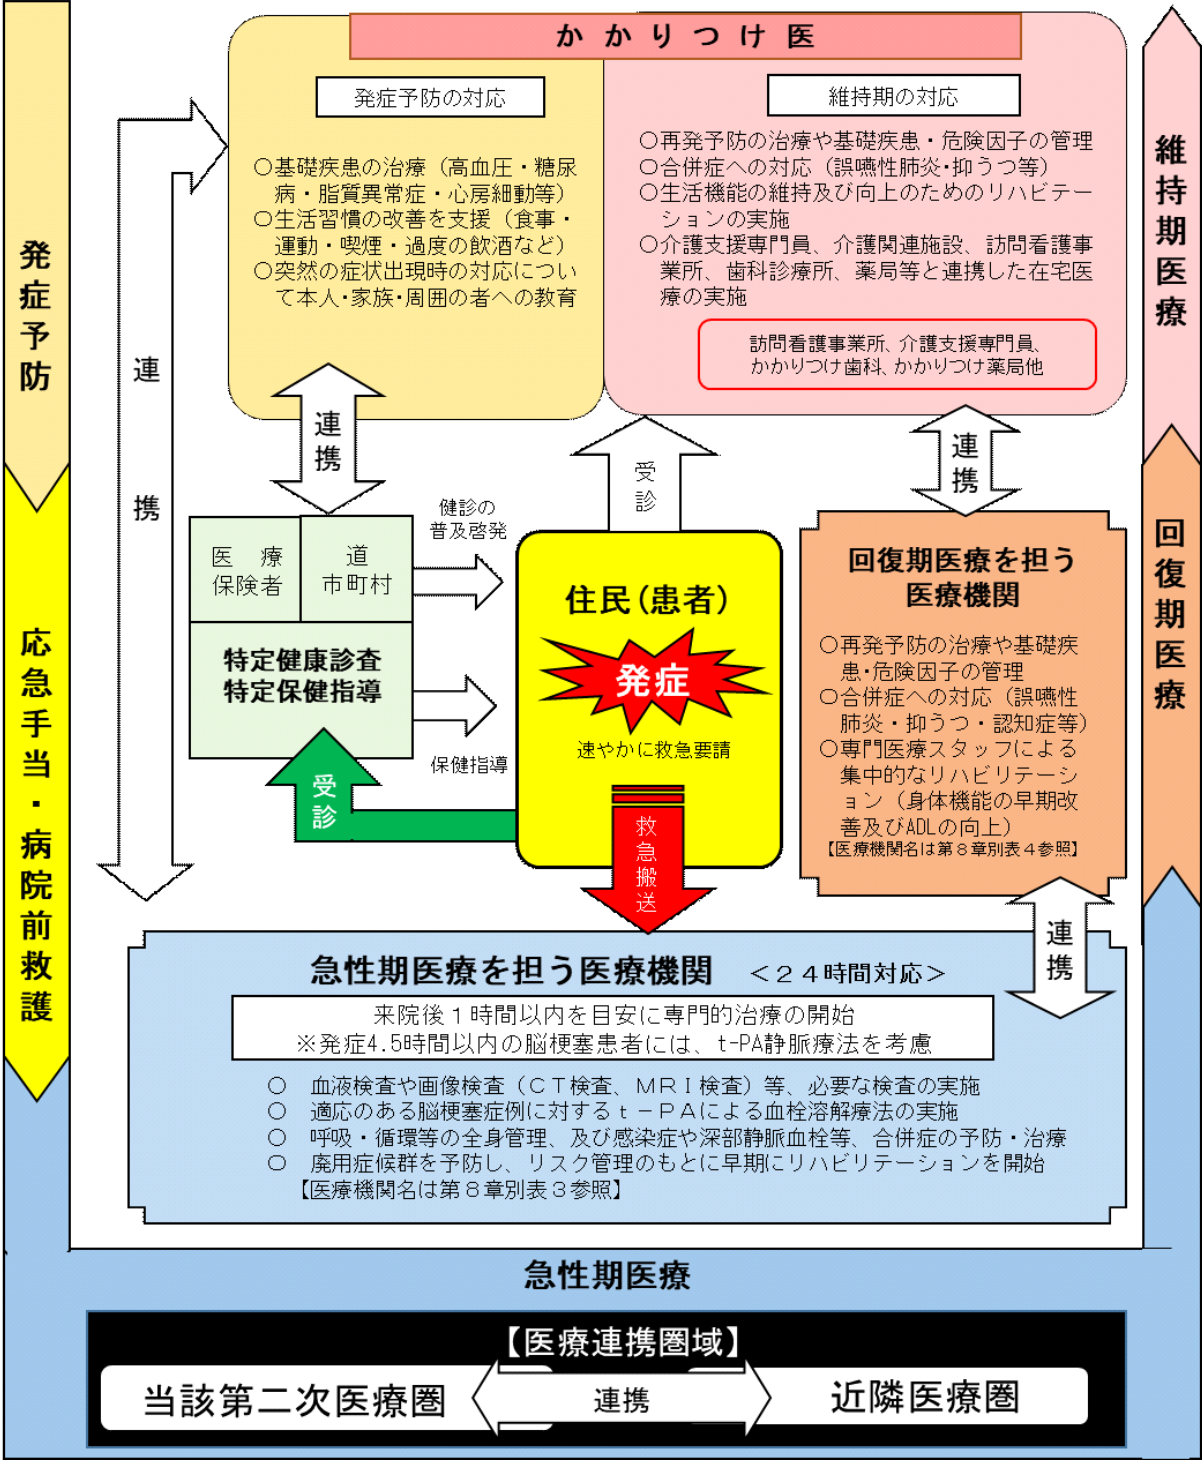 かかりつけ医
発症予防の対応
○基礎疾患の治療（高血圧・糖尿
病・脂質異常症・心房細動等）
○生活習慣の改善を支援（食事・
運動・喫煙・過度の飲酒など）
○突然の症状出現時の対応につい
て本人・家族・周囲の者への教育
維持期の対応
○再発予防の治療や基礎疾患・危険因子の管理
○合併症への対応（誤嚥性肺炎・抑うつ等）
○生活機能の維持及び向上のためのリハビテー
ションの実施
○介護支援専門員、介護関連施設、訪問看護事
業所、歯科診療所、薬局等と連携した在宅医
療の実施
訪問看護事業所、介護支援専門員、
かかりつけ歯科、かかりつけ薬局他
発症予防
応急手当・病院前救護
維持期医療
回復期医療
連携
連携
受診
連携
医療
保険者
道
市町村
特定健康診査
特定保健指導
健診の
普及啓発
保健指導
受診
住民（患者）
発症
速やかに救急要請
救急搬送
回復期医療を担う
医療機関
○再発予防の治療や基礎疾
患・危険因子の管理
○合併症への対応（誤嚥性
肺炎・抑うつ・認知症等）
○専門医療スタッフによる
集中的なリハビリテーシ
ョン（身体機能の早期改
善及びADLの向上）
【医療機関名は第８章別表４参照】
連携
急性期医療を担う医療機関 ＜２４時間対応＞
来院後１時間以内を目安に専門的治療の開始
※発症4.5時間以内の脳梗塞患者には、t-PA静脈療法を考慮
○ 血液検査や画像検査（ＣＴ検査、ＭＲＩ検査）等、必要な検査の実施
○ 適応のある脳梗塞症例に対するｔ－ＰＡによる血栓溶解療法の実施
○ 呼吸・循環等の全身管理、及び感染症や深部静脈血栓等、合併症の予防・治療
○ 廃用症候群を予防し、リスク管理のもとに早期にリハビリテーションを開始
【医療機関名は第８章別表３参照】
急性期医療
【医療連携圏域】
当該第二次医療圏
連携
近隣医療圏